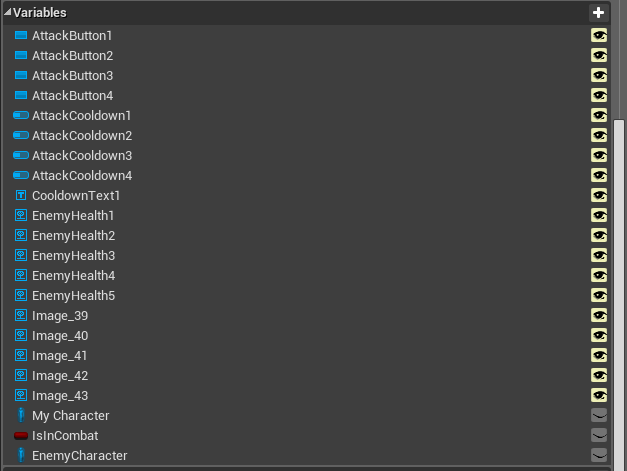 Variables
AttackButton1
AttackButton2
AttackButton3
AttackButton4
AttackCooldown1
AttackCooldown2
AttackCooldown3
AttackCooldown4
CooldownText1
EnemyHealth1
EnemyHealth2
EnemyHealth3
EnemyHealth4
EnemyHealth5
Image_39
Image_40
Image_41
Image_42
Image_43
My Character
IsInCombat
EnemyCharacter